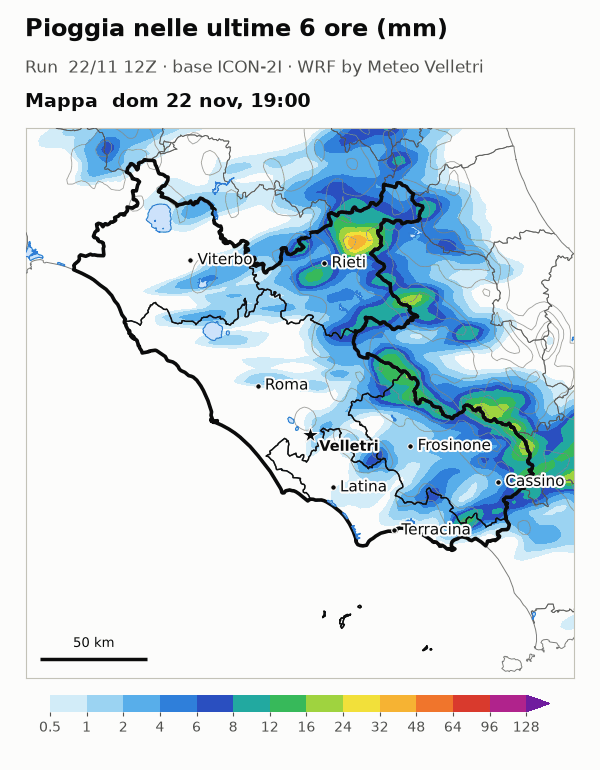 Pioggia nelle ultime 6 ore (mm)
Run 22/11 12Z · base ICON-2I · WRF by Meteo Velletri
Mappa dom 22 nov, 19:00
Viterbo
Rieti
Roma
Velletri
Frosinone
Latina
Cassino
Terracina
50 km
0.5 1 2 4 6 8 12 16 24 32 48 64 96 128